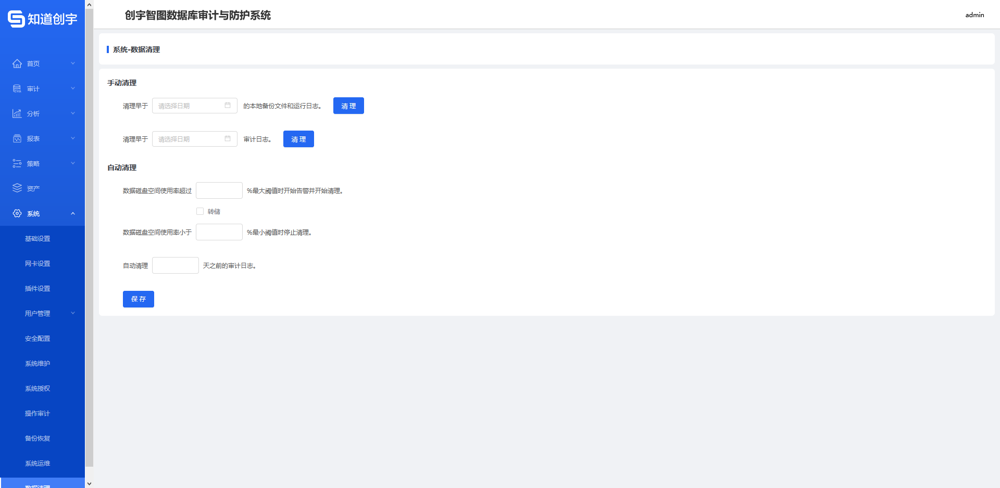 知道创宇
创宇智图数据库审计与防护系统
admin
首页
审计
分析
报表
策略
资产
系统
基础设置
网卡设置
插件设置
用户管理
安全配置
系统维护
系统授权
操作审计
备份恢复
系统运维
数据清理
系统-数据清理
手动清理
清理早于 请选择日期 的本地备份文件和运行日志。 清 理
清理早于 请选择日期 审计日志。 清 理
自动清理
数据磁盘空间使用率超过 %最大阈值时开始告警并开始清理。
转储
数据磁盘空间使用率小于 %最小阈值时停止清理。
自动清理 天之前的审计日志。
保 存